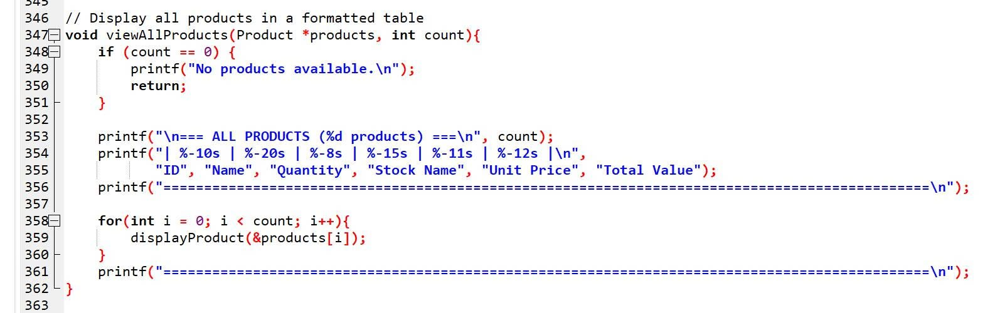 345
346 // Display all products in a formatted table
347 void viewAllProducts(Product *products, int count){
348     if (count == 0) {
349         printf("No products available.\n");
350         return;
351     }
352
353     printf("\n=== ALL PRODUCTS (%d products) ===\n", count);
354     printf("| %-10s | %-20s | %-8s | %-15s | %-11s | %-12s |\n",
355            "ID", "Name", "Quantity", "Stock Name", "Unit Price", "Total Value");
356     printf("==============================================================================================\n");
357
358     for(int i = 0; i < count; i++){
359         displayProduct(&products[i]);
360     }
361     printf("==============================================================================================\n");
362 }
363